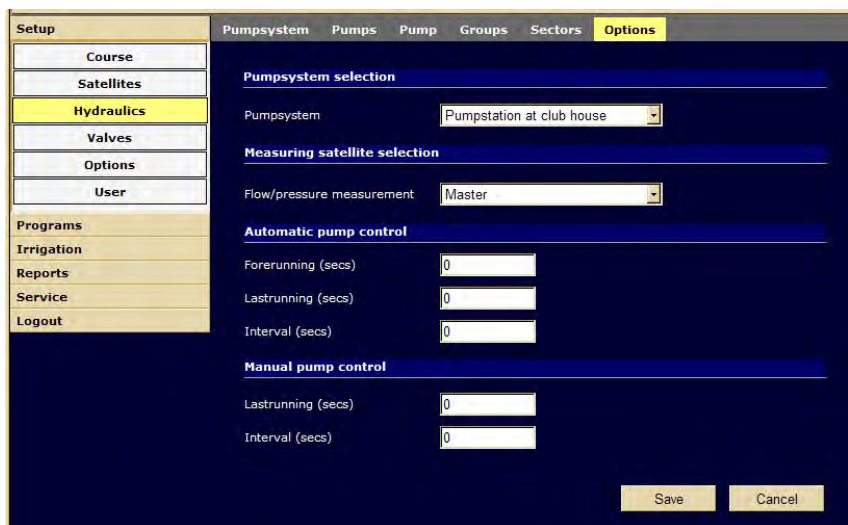 Setup
Course
Satellites
Hydraulics
Valves
Options
User
Programs
Irrigation
Reports
Service
Logout
Pumpsystem Pumps Pump Groups Sectors Options
Pumpsystem selection
Pumpsystem Pumpstation at club house
Measuring satellite selection
Flow/pressure measurement Master
Automatic pump control
Forerunning (secs) 0
Lastrunning (secs) 0
Interval (secs) 0
Manual pump control
Lastrunning (secs) 0
Interval (secs) 0
Save Cancel